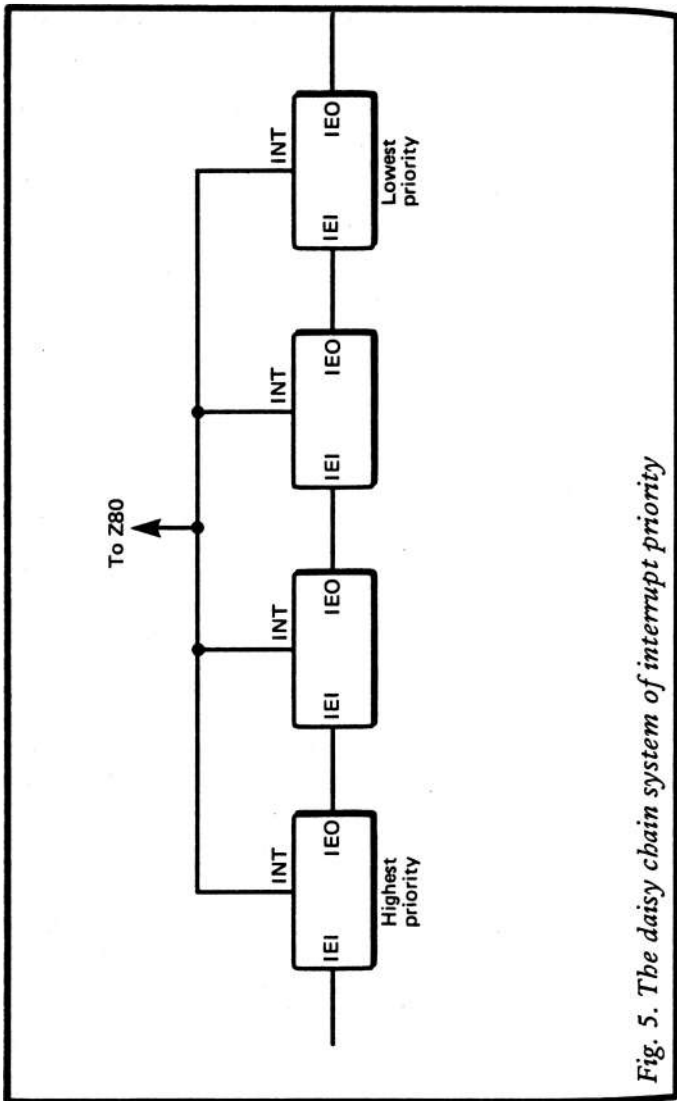 To Z80
INT
INT
INT
INT
IEI
IEO
IEI
IEO
IEI
IEO
IEI
IEO
Highest
priority
Lowest
priority
Fig. 5. The daisy chain system of interrupt priority